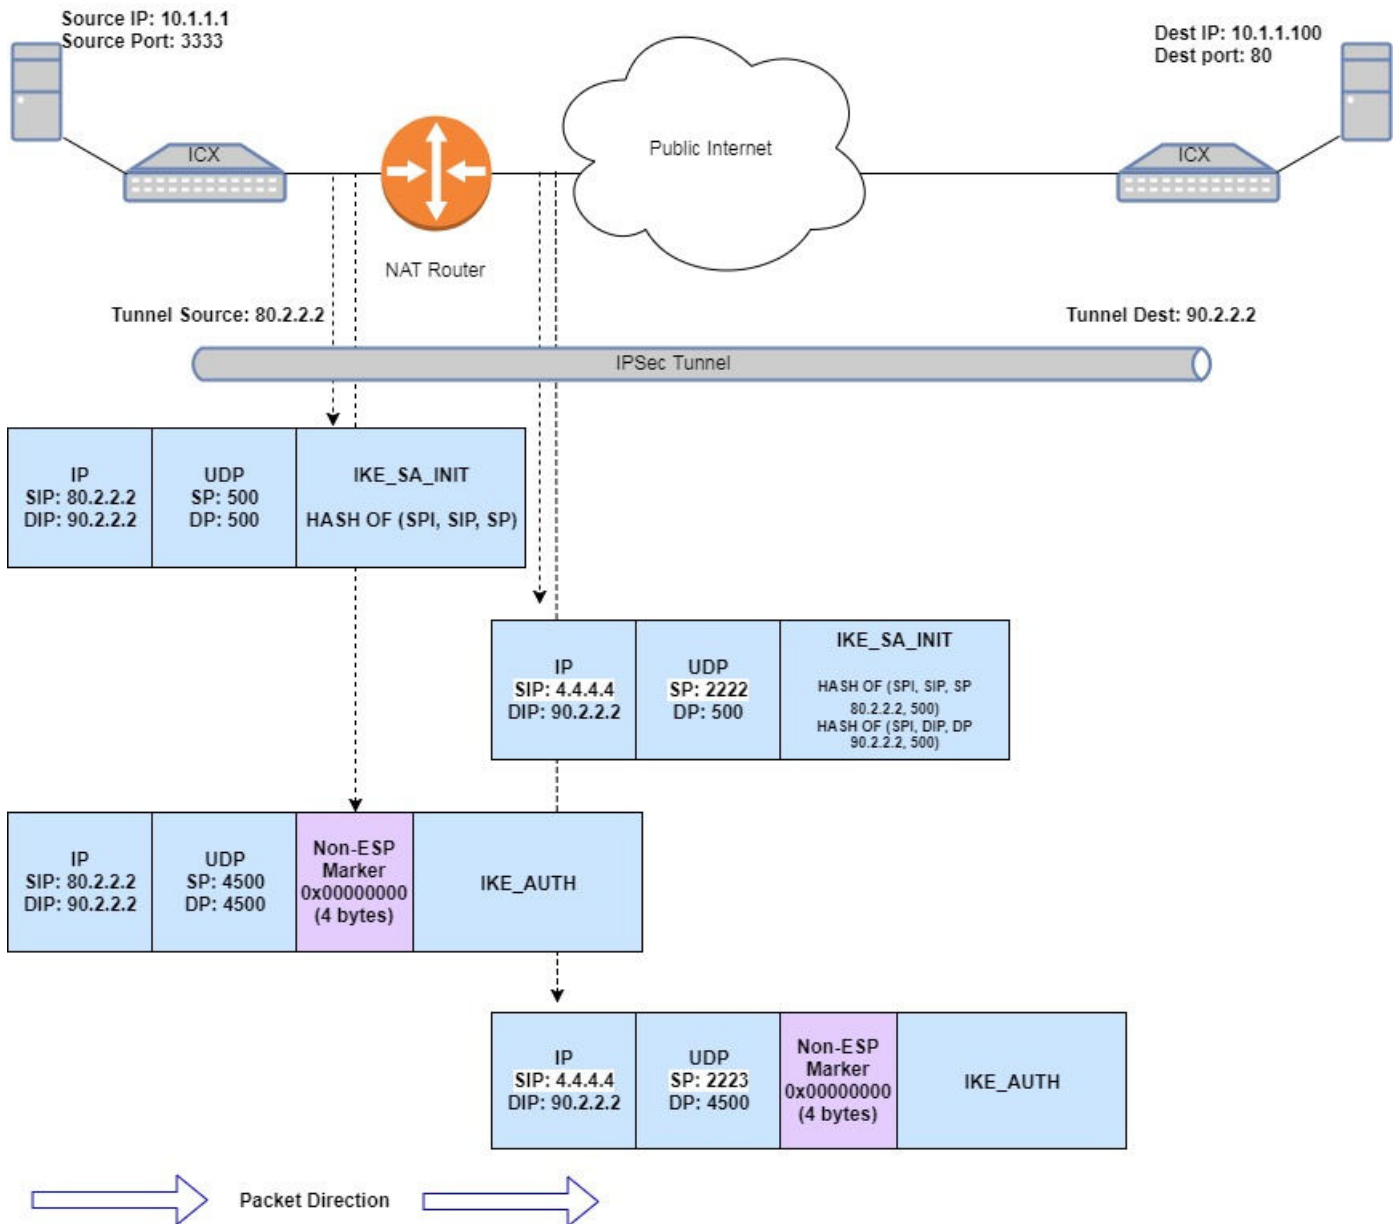 Source IP: 10.1.1.1
Source Port: 3333
Dest IP: 10.1.1.100
Dest port: 80
ICX
Public Internet
ICX
NAT Router
Tunnel Source: 80.2.2.2
Tunnel Dest: 90.2.2.2
IPSec Tunnel
IP
SIP: 80.2.2.2
DIP: 90.2.2.2
UDP
SP: 500
DP: 500
IKE_SA_INIT
HASH OF (SPI, SIP, SP)
IP
SIP: 4.4.4.4
DIP: 90.2.2.2
UDP
SP: 2222
DP: 500
IKE_SA_INIT
HASH OF (SPI, SIP, SP
80.2.2.2, 500)
HASH OF (SPI, DIP, DP
90.2.2.2, 500)
IP
SIP: 80.2.2.2
DIP: 90.2.2.2
UDP
SP: 4500
DP: 4500
Non-ESP
Marker
0x00000000
(4 bytes)
IKE_AUTH
IP
SIP: 4.4.4.4
DIP: 90.2.2.2
UDP
SP: 2223
DP: 4500
Non-ESP
Marker
0x00000000
(4 bytes)
IKE_AUTH
Packet Direction